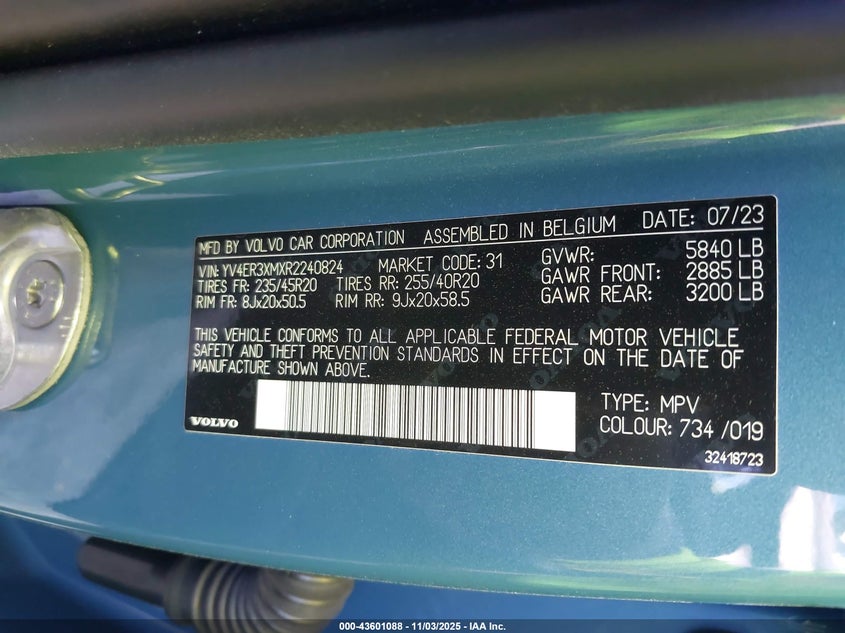 MFD BY VOLVO CAR CORPORATION ASSEMBLED IN BELGIUM DATE: 07/23
VIN: YV4ER3XMXR2240824 MARKET CODE: 31 GVWR: 5840 LB
TIRES FR: 235/45R20 TIRES RR: 255/40R20 GAWR FRONT: 2885 LB
RIM FR: 8Jx20x50.5 RIM RR: 9Jx20x58.5 GAWR REAR: 3200 LB
THIS VEHICLE CONFORMS TO ALL APPLICABLE FEDERAL MOTOR VEHICLE
SAFETY AND THEFT PREVENTION STANDARDS IN EFFECT ON THE DATE OF
MANUFACTURE SHOWN ABOVE.
VOLVO
TYPE: MPV
COLOUR: 734 /019
32418723
000-43601088 - 11/03/2025 - IAA Inc.